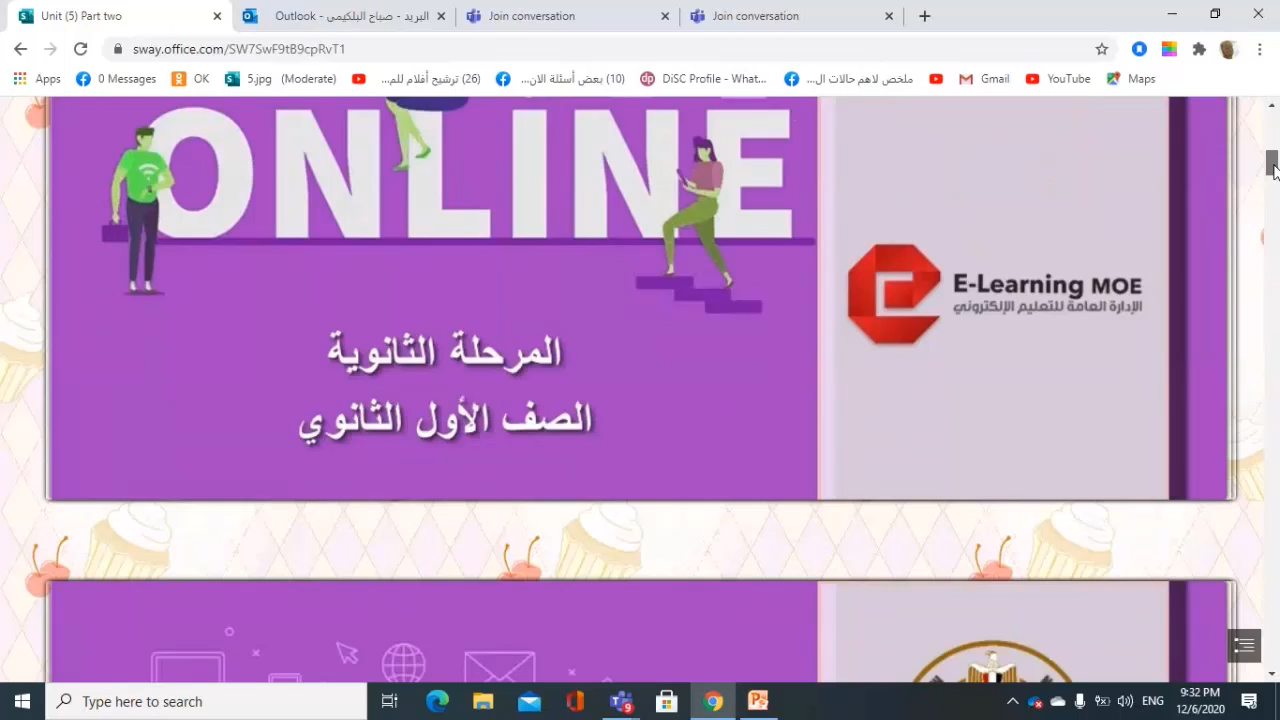 Unit (5) Part two
Outlook - البريد - صباح البلكيمى
Join conversation
Join conversation
sway.office.com/SW7SwF9tB9cpRvT1
Apps
0 Messages
OK
5.jpg (Moderate)
(26) ترشيح أفلام للم...
(10) بعض أسئلة الان...
DiSC Profile - What...
ملخص لاهم حالات ال...
Gmail
YouTube
Maps
ONLINE
E-Learning MOE
الإدارة العامة للتعليم الإلكتروني
المرحلة الثانوية
الصف الأول الثانوي
Type here to search
ENG
9:32 PM
12/6/2020